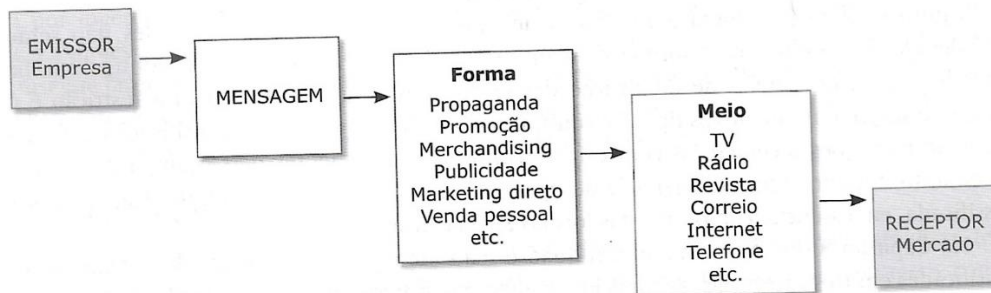 EMISSOR
Empresa
MENSAGEM
Forma
Propaganda
Promoção
Merchandising
Publicidade
Marketing direto
Venda pessoal
etc.
Meio
TV
Rádio
Revista
Correio
Internet
Telefone
etc.
RECEPTOR
Mercado